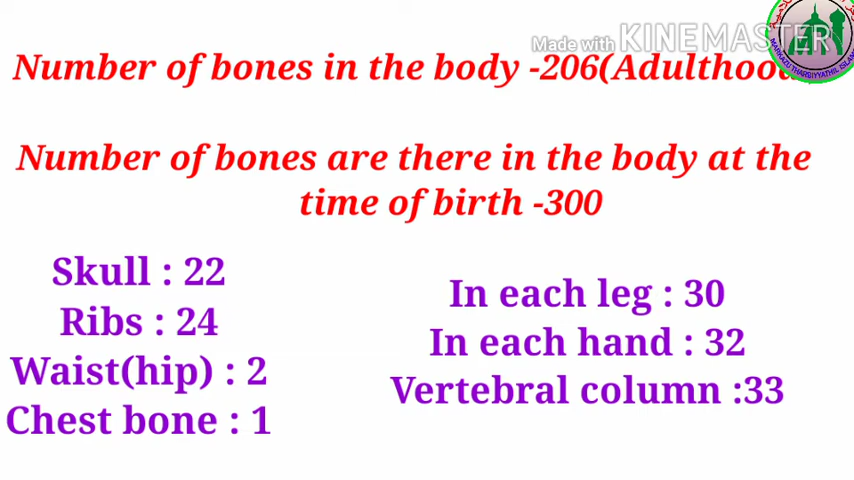 Made with KINEMASTER
Number of bones in the body -206(Adulthood
Number of bones are there in the body at the
time of birth -300
Skull : 22
Ribs : 24
Waist(hip) : 2
Chest bone : 1
In each leg : 30
In each hand : 32
Vertebral column :33